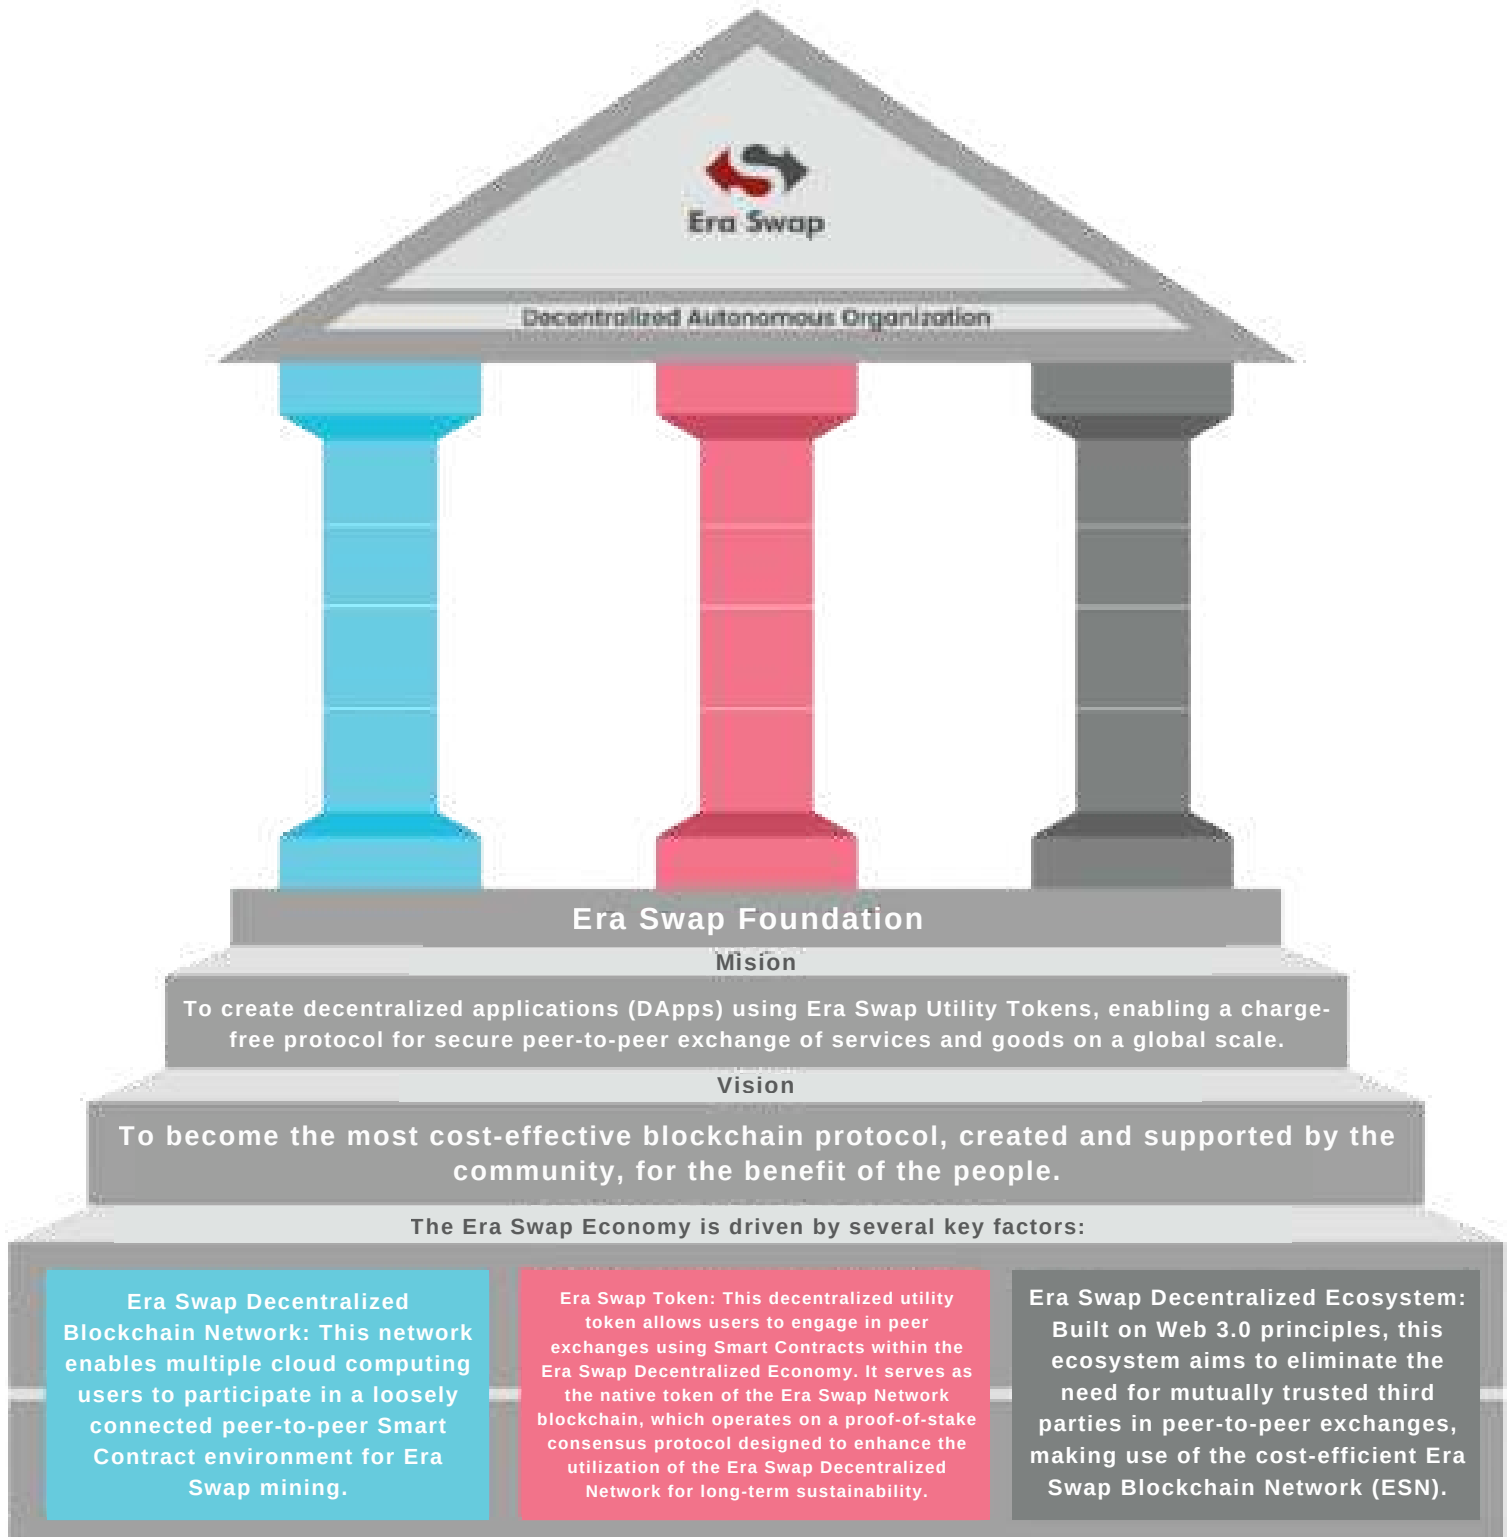 Era Swap
Decentralized Autonomous Organization
Era Swap Foundation
Mision
To create decentralized applications (DApps) using Era Swap Utility Tokens, enabling a charge-
free protocol for secure peer-to-peer exchange of services and goods on a global scale.
Vision
To become the most cost-effective blockchain protocol, created and supported by the
community, for the benefit of the people.
The Era Swap Economy is driven by several key factors:
Era Swap Decentralized
Blockchain Network: This network
enables multiple cloud computing
users to participate in a loosely
connected peer-to-peer Smart
Contract environment for Era
Swap mining.
Era Swap Token: This decentralized utility
token allows users to engage in peer
exchanges using Smart Contracts within the
Era Swap Decentralized Economy. It serves as
the native token of the Era Swap Network
blockchain, which operates on a proof-of-stake
consensus protocol designed to enhance the
utilization of the Era Swap Decentralized
Network for long-term sustainability.
Era Swap Decentralized Ecosystem:
Built on Web 3.0 principles, this
ecosystem aims to eliminate the
need for mutually trusted third
parties in peer-to-peer exchanges,
making use of the cost-efficient Era
Swap Blockchain Network (ESN).